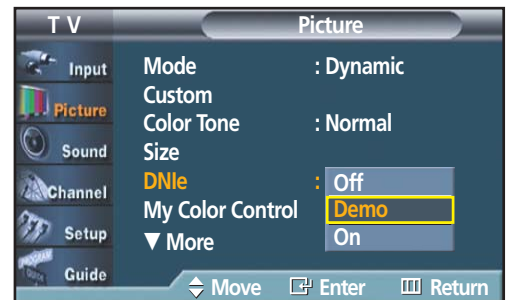 T V
Picture
Input
Picture
Sound
Channel
Setup
Guide
Mode : Dynamic
Custom
Color Tone : Normal
Size
DNIe : Off
Demo
On
My Color Control
▼ More
Move Enter Return